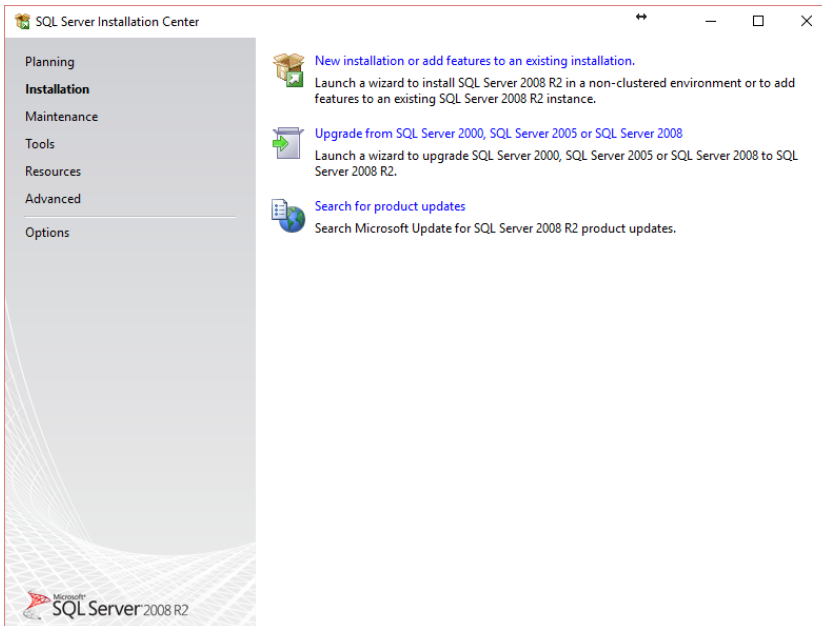 SQL Server Installation Center
Planning
Installation
Maintenance
Tools
Resources
Advanced
Options
New installation or add features to an existing installation.
Launch a wizard to install SQL Server 2008 R2 in a non-clustered environment or to add
features to an existing SQL Server 2008 R2 instance.
Upgrade from SQL Server 2000, SQL Server 2005 or SQL Server 2008
Launch a wizard to upgrade SQL Server 2000, SQL Server 2005 or SQL Server 2008 to SQL
Server 2008 R2.
Search for product updates
Search Microsoft Update for SQL Server 2008 R2 product updates.
Microsoft®
SQL Server 2008 R2